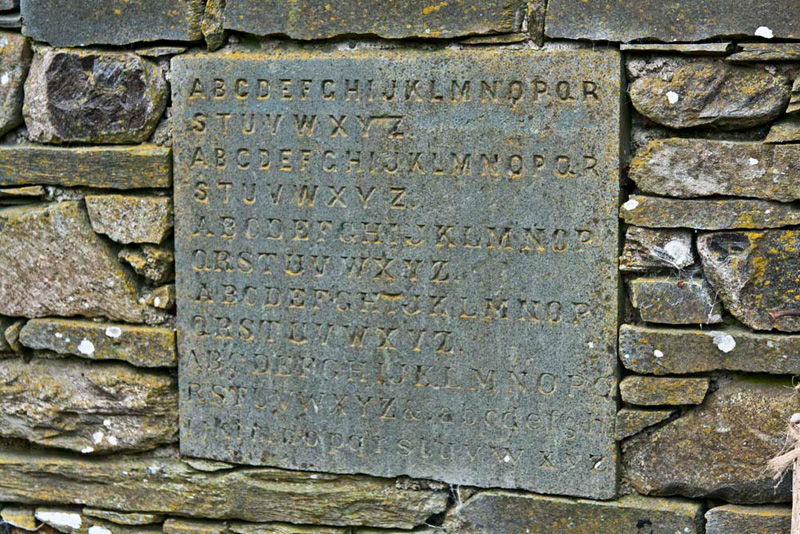 ABCDEFGHIJKLMNOPQR
STUVWXYZ.
ABCDEFGHIJKLMNOPQR
STUVWXYZ.
ABCDEFGHIJKLMNOP
QRSTUVWXYZ.
ABCDEFGHIJKLMNOP
QRSTUVWXYZ.
ABCDEFGHIJKLMNOPQ
RSTUVWXYZ&abcdefgh
ijklmnopqrstuvwxyz